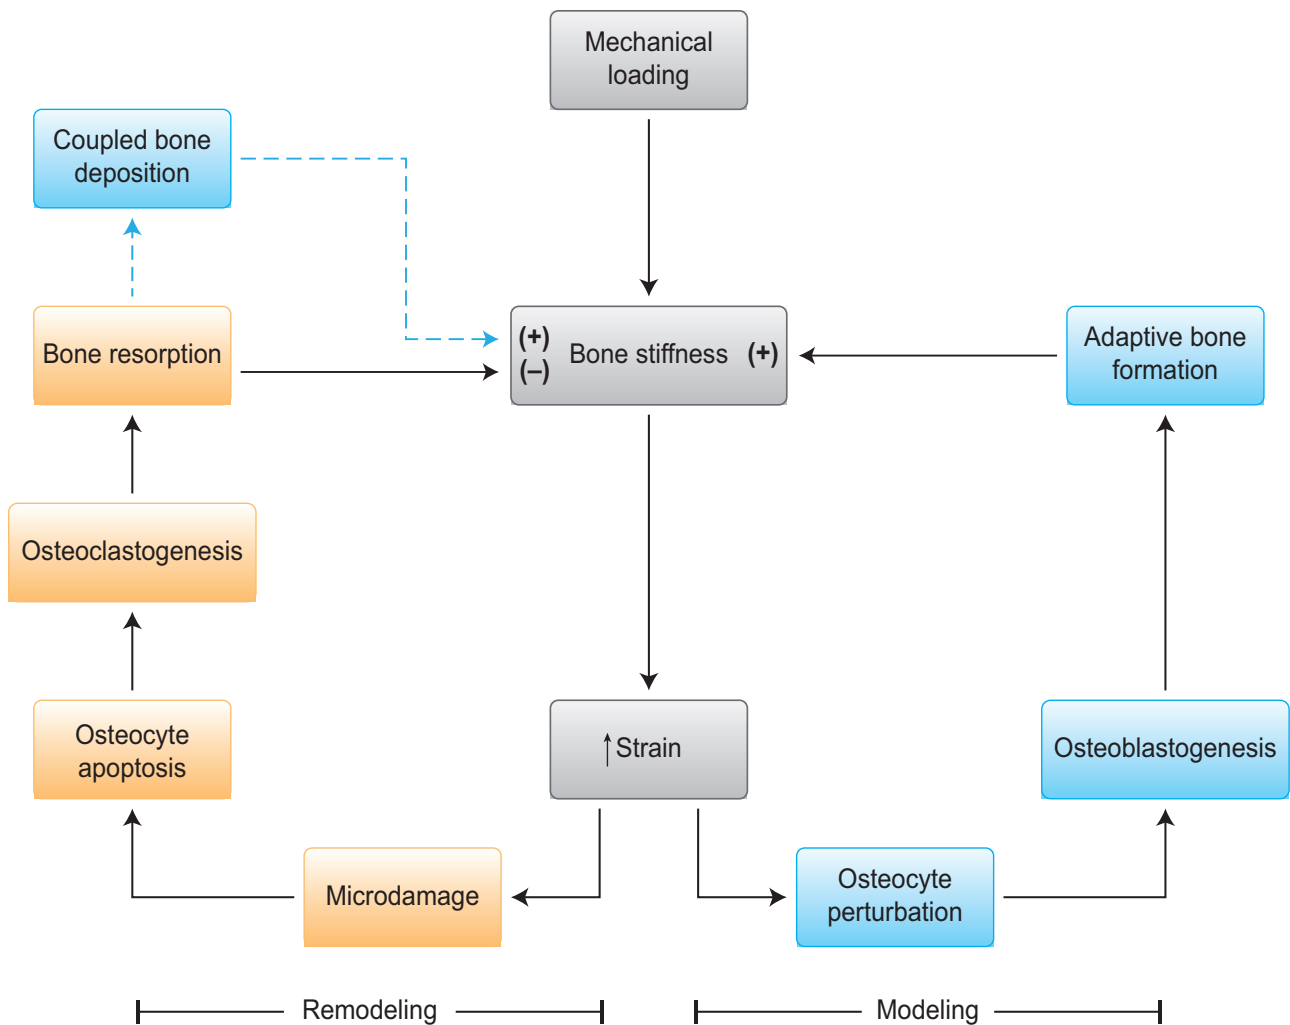 Mechanical
loading
Coupled bone
deposition
Bone resorption
(+)
(–)
Bone stiffness
(+)
Adaptive bone
formation
Osteoclastogenesis
Osteocyte
apoptosis
↑Strain
Osteoblastogenesis
Microdamage
Osteocyte
perturbation
Remodeling
Modeling